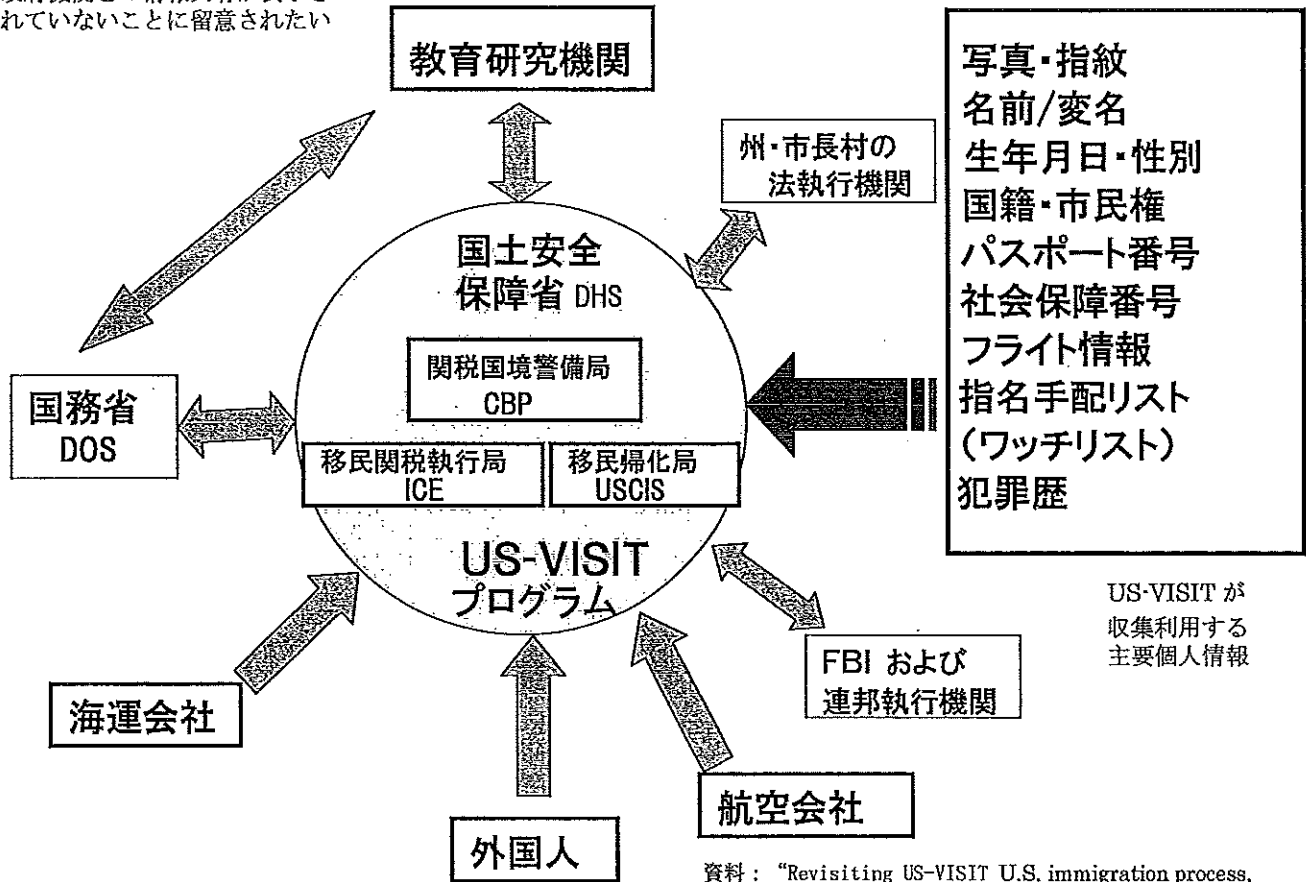 れていないことに留意されたい
教育研究機関
州・市長村の
法執行機関
国土安全
保障省 DHS
関税国境警備局
CBP
移民関税執行局
ICE
移民帰化局
USCIS
US-VISIT
プログラム
国務省
DOS
写真・指紋
名前/変名
生年月日・性別
国籍・市民権
パスポート番号
社会保障番号
フライト情報
指名手配リスト
(ワッチリスト)
犯罪歴
US-VISIT が
収集利用する
主要個人情報
FBI および
連邦執行機関
海運会社
外国人
航空会社
資料： “Revisiting US-VISIT U.S. immigration process,